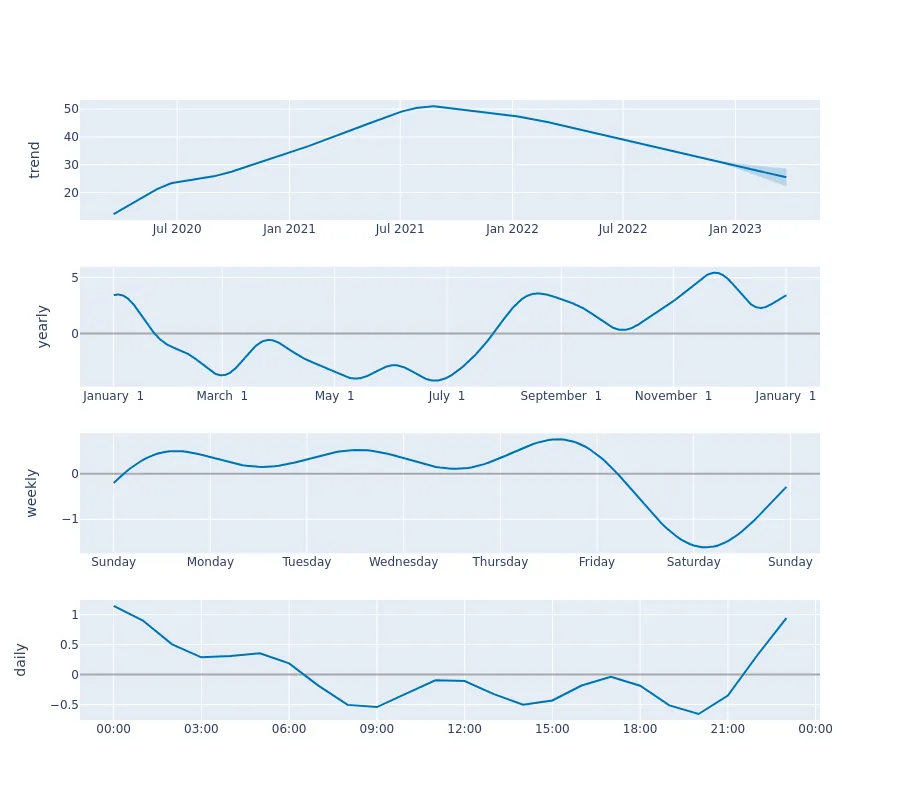 trend
50
40
30
20
Jul 2020 Jan 2021 Jul 2021 Jan 2022 Jul 2022 Jan 2023
yearly
5
0
January 1 March 1 May 1 July 1 September 1 November 1 January 1
weekly
0
−1
Sunday Monday Tuesday Wednesday Thursday Friday Saturday Sunday
daily
1
0.5
0
−0.5
00:00 03:00 06:00 09:00 12:00 15:00 18:00 21:00 00:00